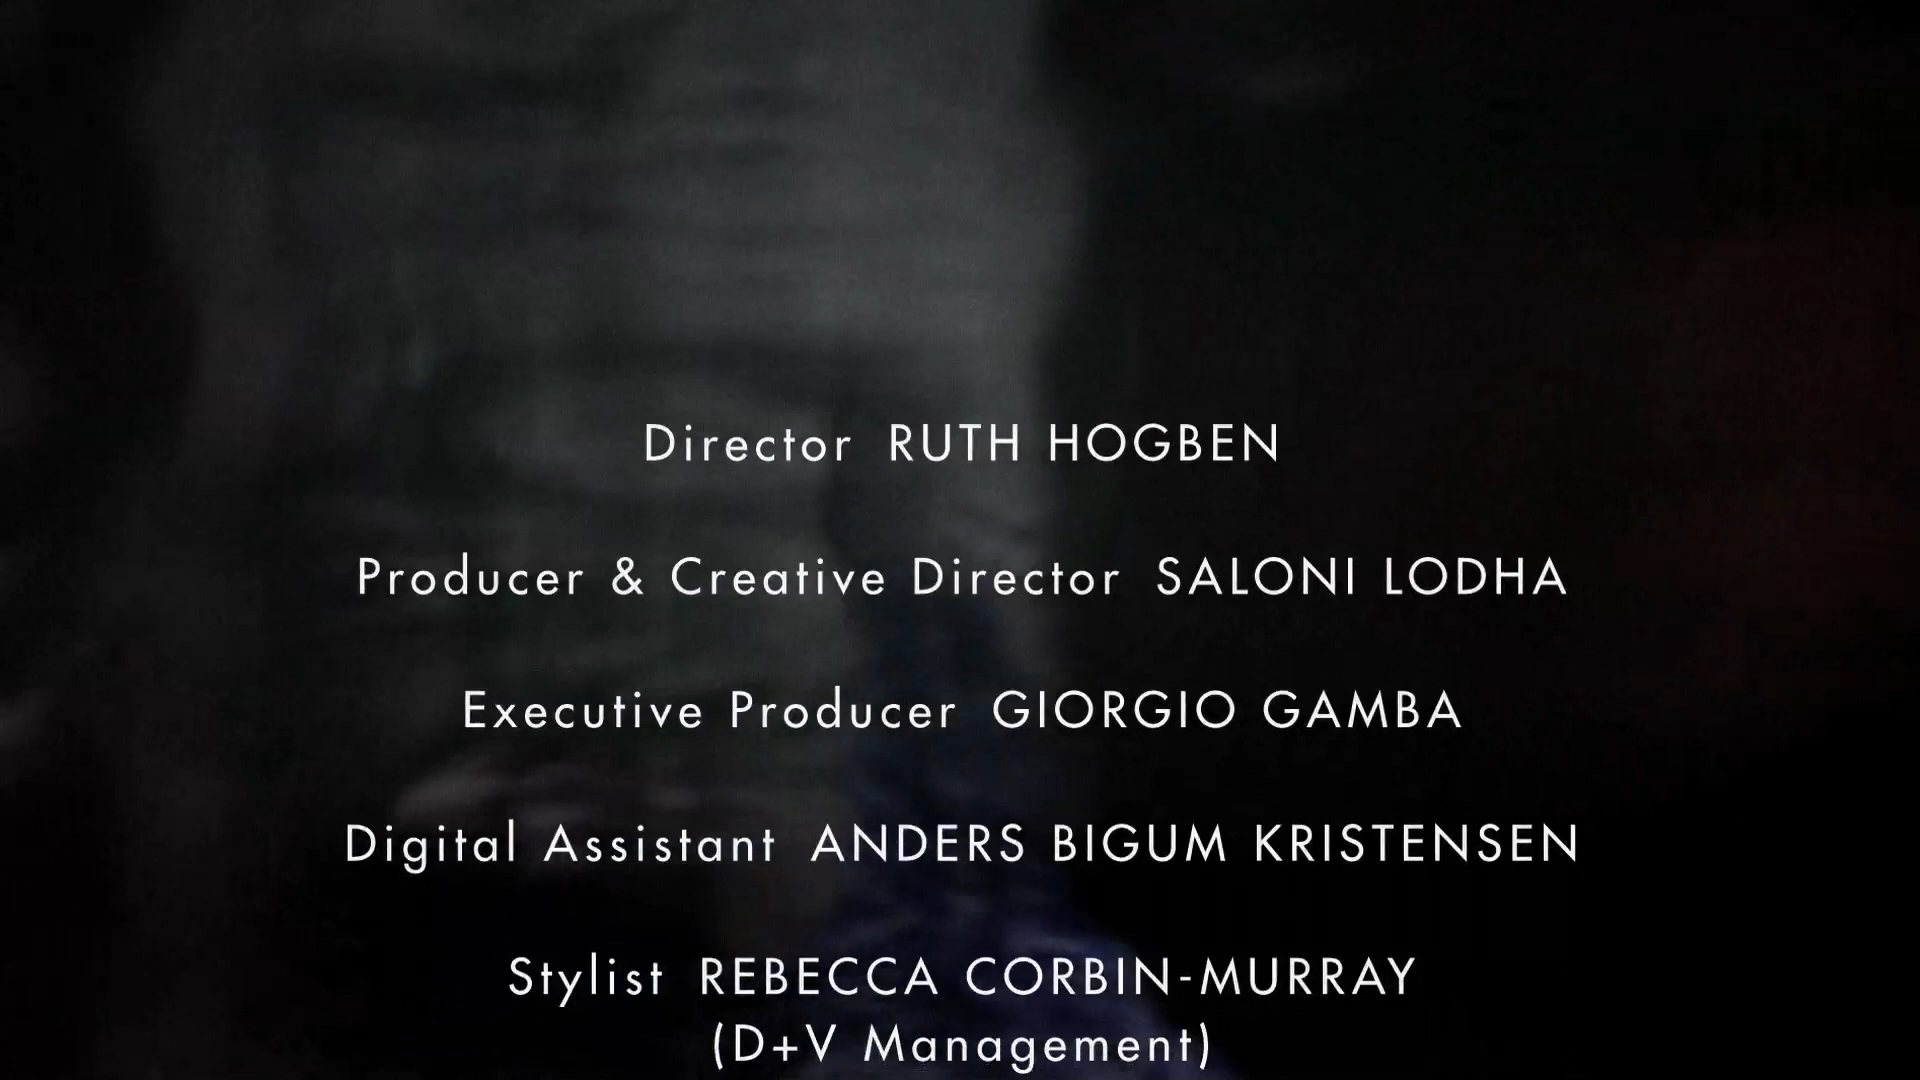 Director RUTH HOGBEN
Producer & Creative Director SALONI LODHA
Executive Producer GIORGIO GAMBA
Digital Assistant ANDERS BIGUM KRISTENSEN
Stylist REBECCA CORBIN-MURRAY
(D+V Management)